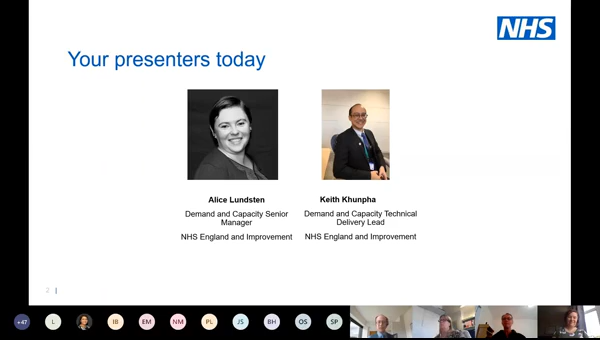 NHS
Your presenters today
Alice Lundsten
Demand and Capacity Senior
Manager
NHS England and Improvement
Keith Khunpha
Demand and Capacity Technical
Delivery Lead
NHS England and Improvement
2 |
+47 L IB EM NM PL JS BH OS SP